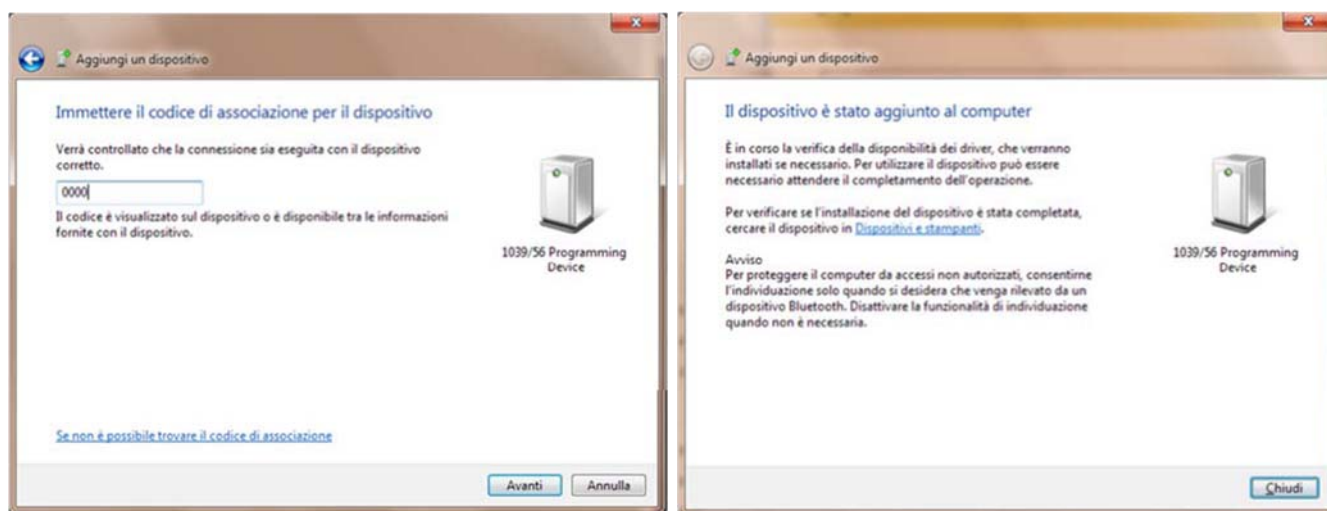 Aggiungi un dispositivo
Immettere il codice di associazione per il dispositivo
Verrà controllato che la connessione sia eseguita con il dispositivo
corretto.
0000
Il codice è visualizzato sul dispositivo o è disponibile tra le informazioni
fornite con il dispositivo.
1039/56 Programming
Device
Se non è possibile trovare il codice di associazione
Avanti
Annulla
Aggiungi un dispositivo
Il dispositivo è stato aggiunto al computer
È in corso la verifica della disponibilità dei driver, che verranno
installati se necessario. Per utilizzare il dispositivo può essere
necessario attendere il completamento dell'operazione.
Per verificare se l'installazione del dispositivo è stata completata,
cercare il dispositivo in Dispositivi e stampanti.
Avviso
Per proteggere il computer da accessi non autorizzati, consentirne
l'individuazione solo quando si desidera che venga rilevato da un
dispositivo Bluetooth. Disattivare la funzionalità di individuazione
quando non è necessaria.
1039/56 Programming
Device
Chiudi